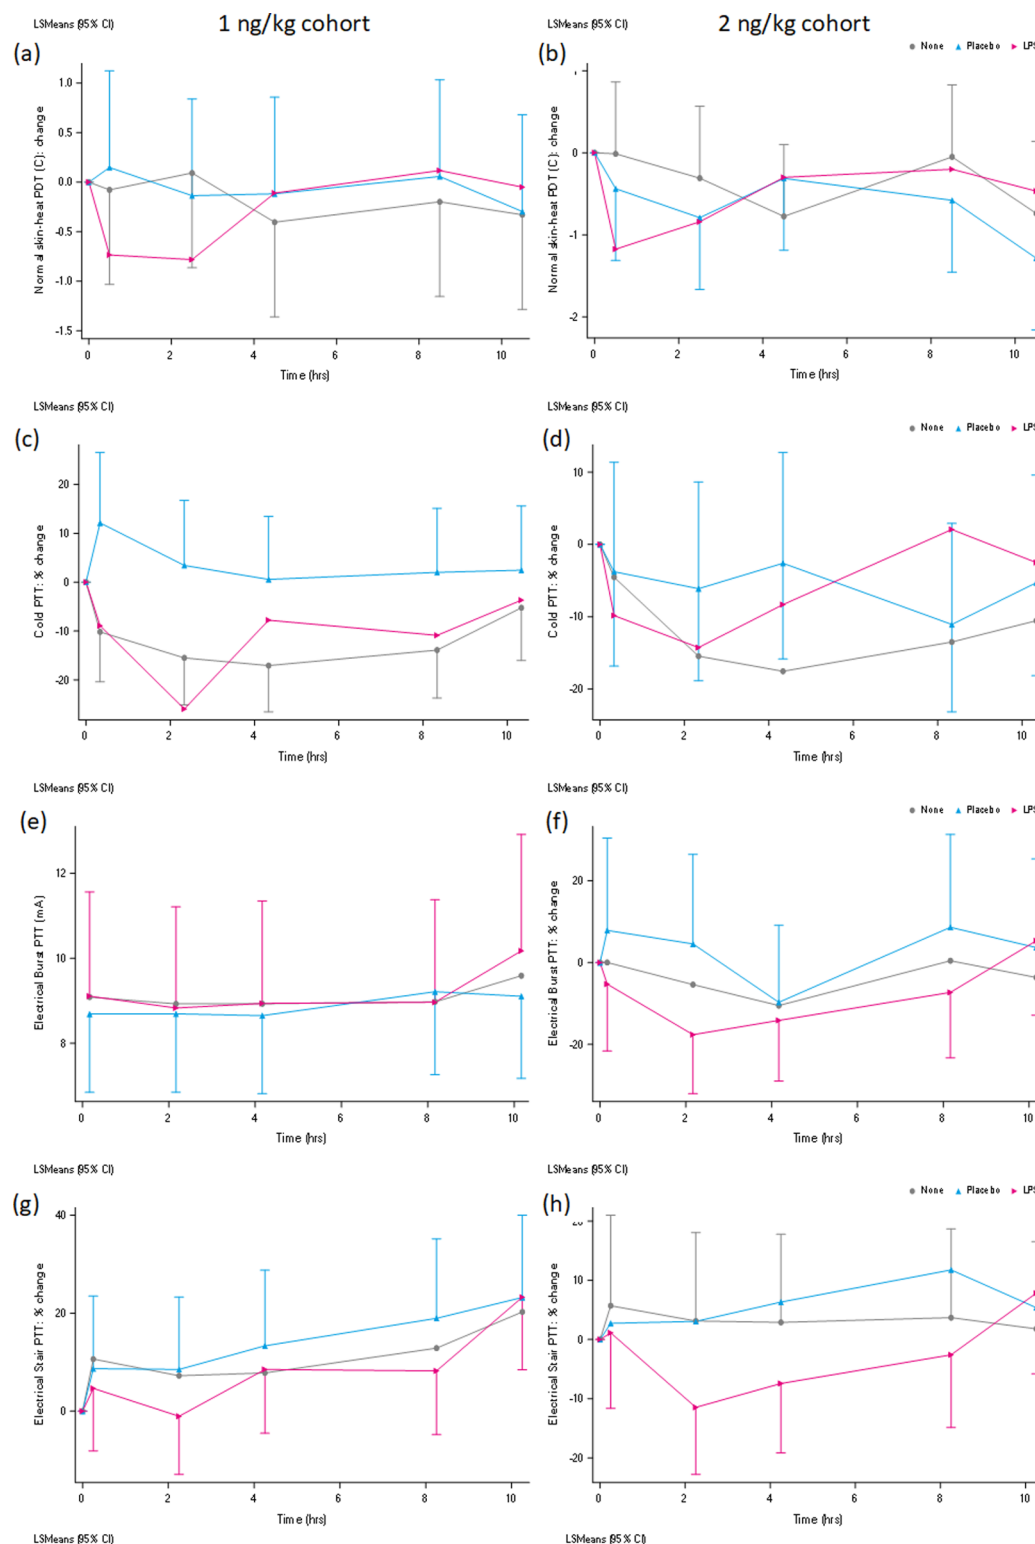 1 ng/kg cohort
2 ng/kg cohort
LSMeans (95% CI)
LSMeans (95% CI)
(a)
(b)
None Placebo LPS
Normal skin-heat PDT (C): change
1.0
0.5
0.0
-0.5
-1.0
-1.5
0 2 4 6 8 10
Time (hrs)
Normal skin-heat PDT (C): change
0
-1
-2
0 2 4 6 8 10
Time (hrs)
LSMeans (95% CI)
LSMeans (95% CI)
(c)
(d)
None Placebo LPS
Cold PTT: % change
20
10
0
-10
-20
0 2 4 6 8 10
Time (hrs)
Cold PTT: % change
10
0
-10
-20
0 2 4 6 8 10
Time (hrs)
LSMeans (95% CI)
LSMeans (95% CI)
(e)
(f)
None Placebo LPS
Electrical Burst PTT (mA)
12
10
8
0 2 4 6 8 10
Time (hrs)
Electrical Burst PTT: % change
20
0
-20
0 2 4 6 8 10
Time (hrs)
LSMeans (95% CI)
LSMeans (95% CI)
(g)
(h)
None Placebo LPS
Electrical Stair PTT: % change
40
20
0
0 2 4 6 8 10
Time (hrs)
Electrical Stair PTT: % change
20
10
0
-10
-20
0 2 4 6 8 10
Time (hrs)
LSMeans (95% CI)
LSMeans (95% CI)